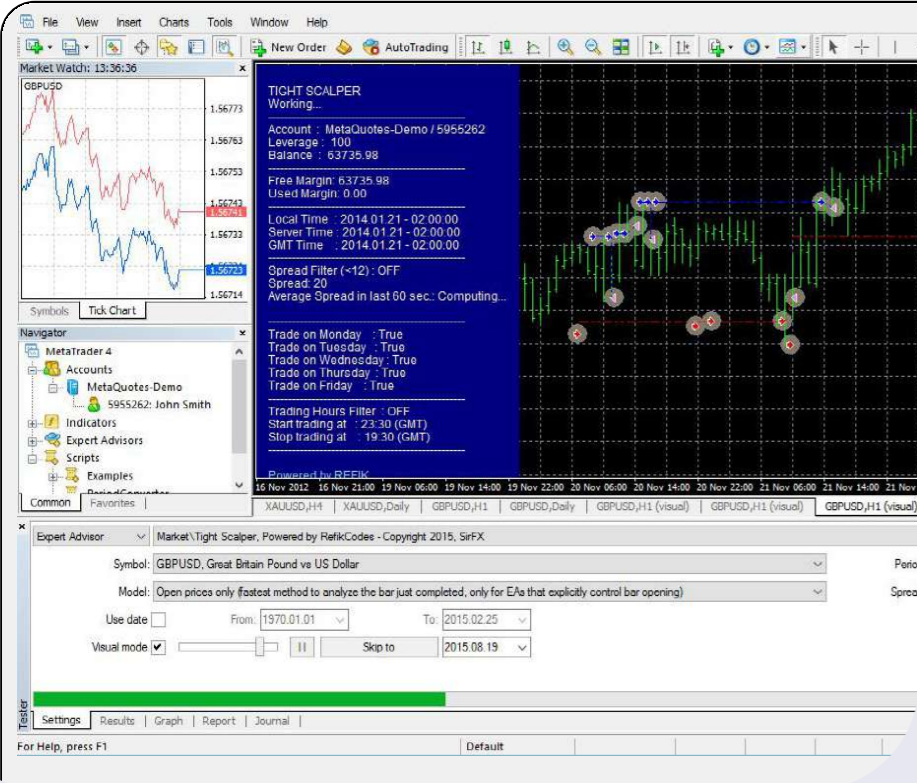 File View Insert Charts Tools Window Help
New Order AutoTrading
Market Watch: 13:36:36
GBPUSD
1.56773
1.56763
1.56753
1.56743
1.56741
1.56733
1.56723
1.56714
Symbols Tick Chart
Navigator
MetaTrader 4
Accounts
MetaQuotes-Demo
5955262: John Smith
Indicators
Expert Advisors
Scripts
Examples
PeriodConverter
Common Favorites
TIGHT SCALPER
Working...
Account : MetaQuotes-Demo / 5955262
Leverage : 100
Balance : 63735.98
Free Margin: 63735.98
Used Margin: 0.00
Local Time : 2014.01.21 - 02:00:00
Server Time : 2014.01.21 - 02:00:00
GMT Time : 2014.01.21 - 02:00:00
Spread Filter (<12) : OFF
Spread: 20
Average Spread in last 60 sec.: Computing...
Trade on Monday : True
Trade on Tuesday : True
Trade on Wednesday : True
Trade on Thursday : True
Trade on Friday : True
Trading Hours Filter : OFF
Start trading at : 23:30 (GMT)
Stop trading at : 19:30 (GMT)
Powered by REFIK
16 Nov 2012 16 Nov 21:00 19 Nov 06:00 19 Nov 14:00 19 Nov 22:00 20 Nov 06:00 20 Nov 14:00 20 Nov 22:00 21 Nov 06:00 21 Nov 14:00 21 Nov
XAUUSD,H4 XAUUSD,Daily GBPUSD,H1 GBPUSD,Daily GBPUSD,H1 (visual) GBPUSD,H1 (visual) GBPUSD,H1 (visual)
Expert Advisor Market\Tight Scalper, Powered by RefikCodes - Copyright 2015, SirFX
Symbol: GBPUSD, Great Britain Pound vs US Dollar Perio
Model: Open prices only (fastest method to analyze the bar just completed, only for EAs that explicitly control bar opening) Sprea
Use date From: 1970.01.01 To: 2015.02.25
Visual mode Skip to 2015.08.19
Tester
Settings Results Graph Report Journal
For Help, press F1 Default